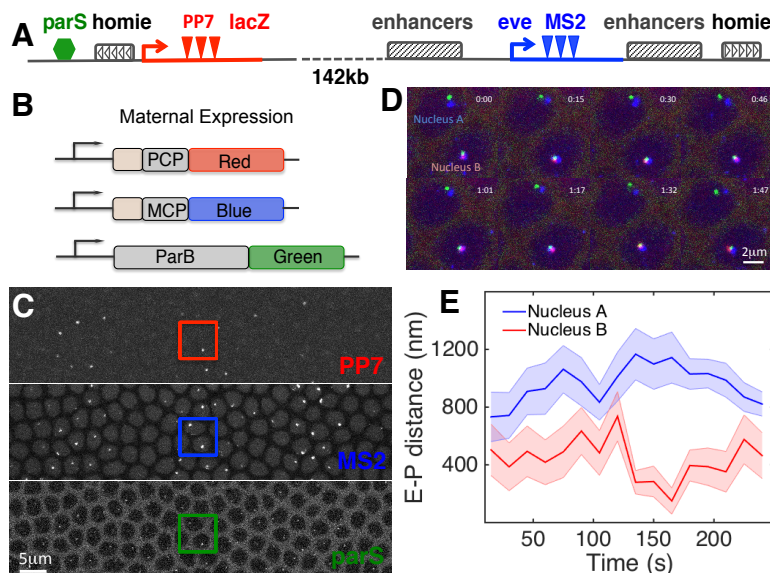 A
parS homie PP7 lacZ enhancers eve MS2 enhancers homie
142kb
B
Maternal Expression
PCP Red
MCP Blue
ParB Green
C
PP7
MS2
parS
5μm
D
0:00 0:15 0:30 0:46
Nucleus A
Nucleus B
1:01 1:17 1:32 1:47
2μm
E
Nucleus A
Nucleus B
E-P distance (nm)
1200
800
400
50 100 150 200
Time (s)